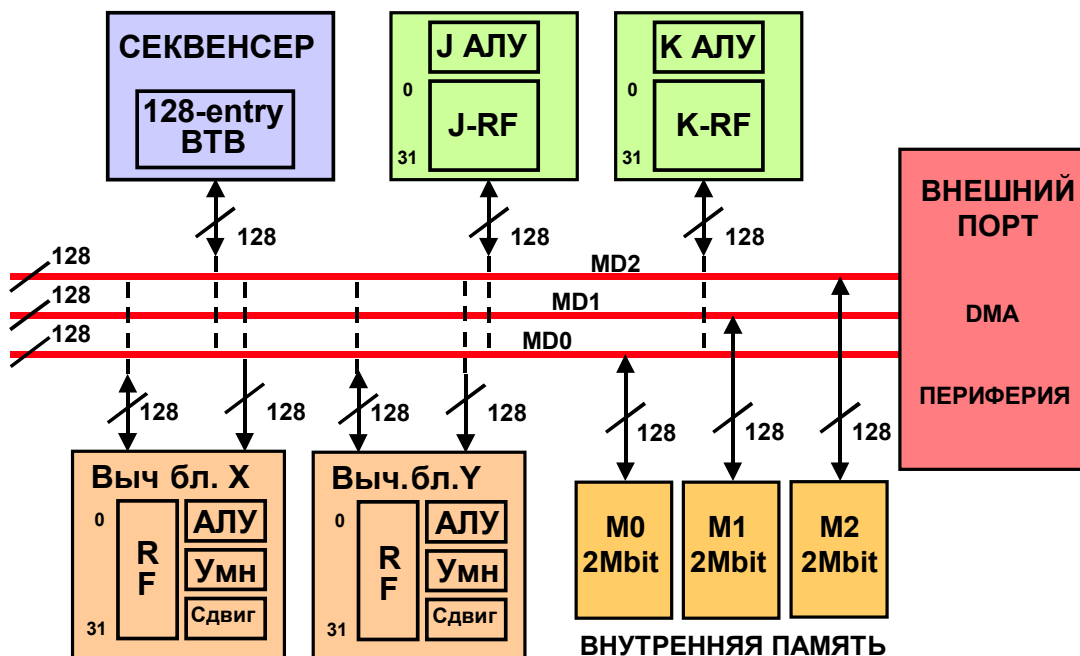 СЕКВЕНСЕР
128-entry
BTB
J АЛУ
0
J-RF
31
K АЛУ
0
K-RF
31
ВНЕШНИЙ
ПОРТ
DMA
ПЕРИФЕРИЯ
128
128
128
128
MD2
128
MD1
128
MD0
128
128
128
128
128
128
128
Выч бл. X
0
R
F
31
АЛУ
Умн
Сдвиг
Выч.бл.Y
0
R
F
31
АЛУ
Умн
Сдвиг
M0
2Mbit
M1
2Mbit
M2
2Mbit
ВНУТРЕННЯЯ ПАМЯТЬ